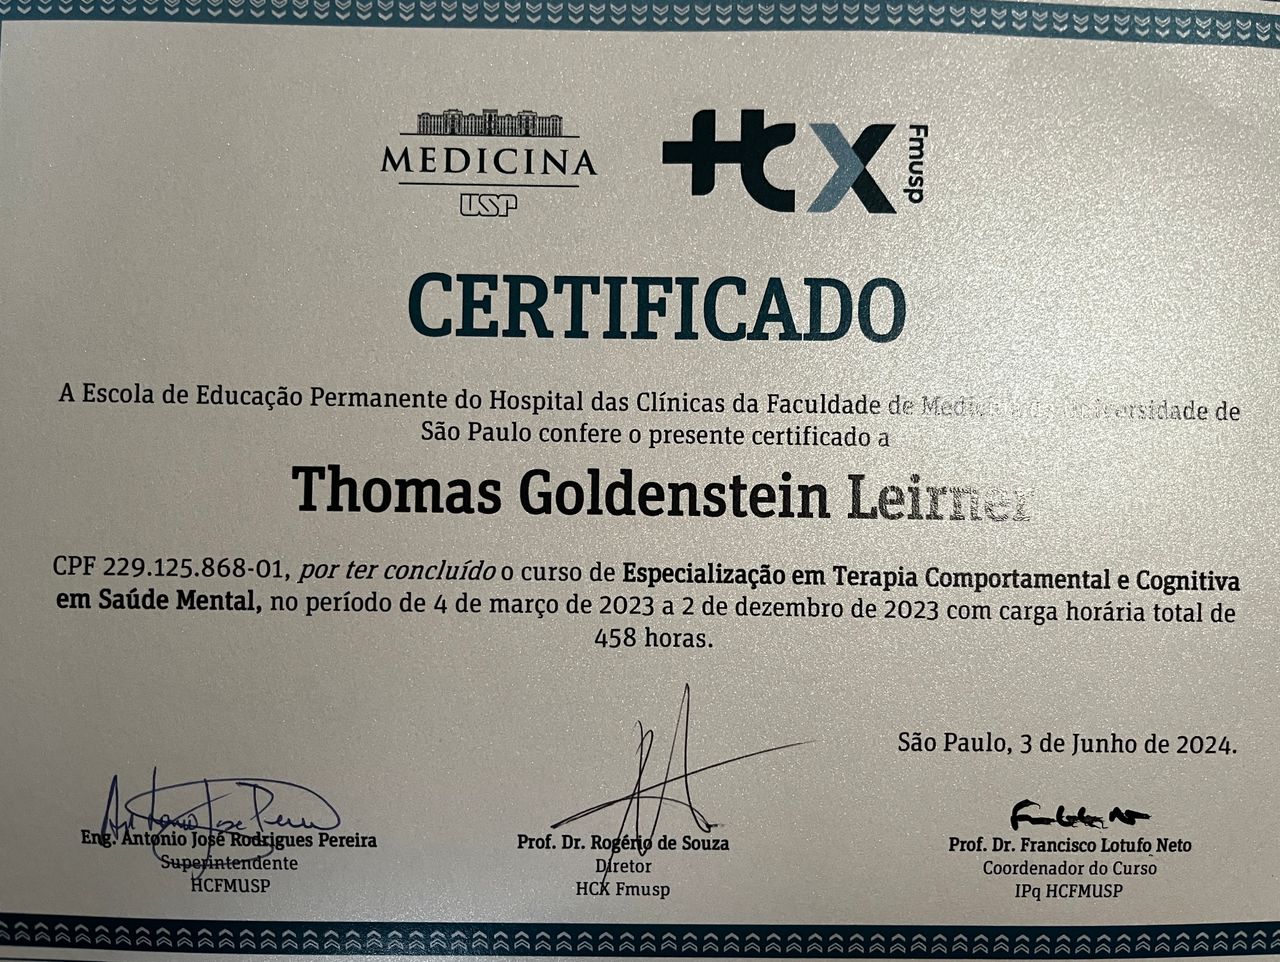 MEDICINA
USP
HCX Fmusp
CERTIFICADO
A Escola de Educação Permanente do Hospital das Clínicas da Faculdade de Medicina da Universidade de
São Paulo confere o presente certificado a
Thomas Goldenstein Leirner
CPF 229.125.868-01, por ter concluído o curso de Especialização em Terapia Comportamental e Cognitiva
em Saúde Mental, no período de 4 de março de 2023 a 2 de dezembro de 2023 com carga horária total de
458 horas.
São Paulo, 3 de Junho de 2024.
Eng. Antonio José Rodrigues Pereira
Superintendente
HCFMUSP
Prof. Dr. Rogério de Souza
Diretor
HCX Fmusp
Prof. Dr. Francisco Lotufo Neto
Coordenador do Curso
IPq HCFMUSP